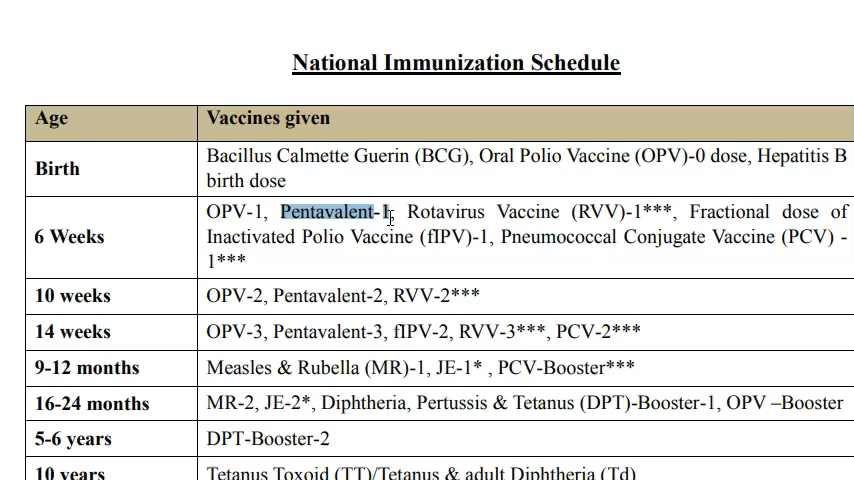 National Immunization Schedule
Age Vaccines given
Birth Bacillus Calmette Guerin (BCG), Oral Polio Vaccine (OPV)-0 dose, Hepatitis B
birth dose
6 Weeks OPV-1, Pentavalent-1, Rotavirus Vaccine (RVV)-1***, Fractional dose of
Inactivated Polio Vaccine (fIPV)-1, Pneumococcal Conjugate Vaccine (PCV) -
1***
10 weeks OPV-2, Pentavalent-2, RVV-2***
14 weeks OPV-3, Pentavalent-3, fIPV-2, RVV-3***, PCV-2***
9-12 months Measles & Rubella (MR)-1, JE-1* , PCV-Booster***
16-24 months MR-2, JE-2*, Diphtheria, Pertussis & Tetanus (DPT)-Booster-1, OPV –Booster
5-6 years DPT-Booster-2
10 years Tetanus Toxoid (TT)/Tetanus & adult Diphtheria (Td)